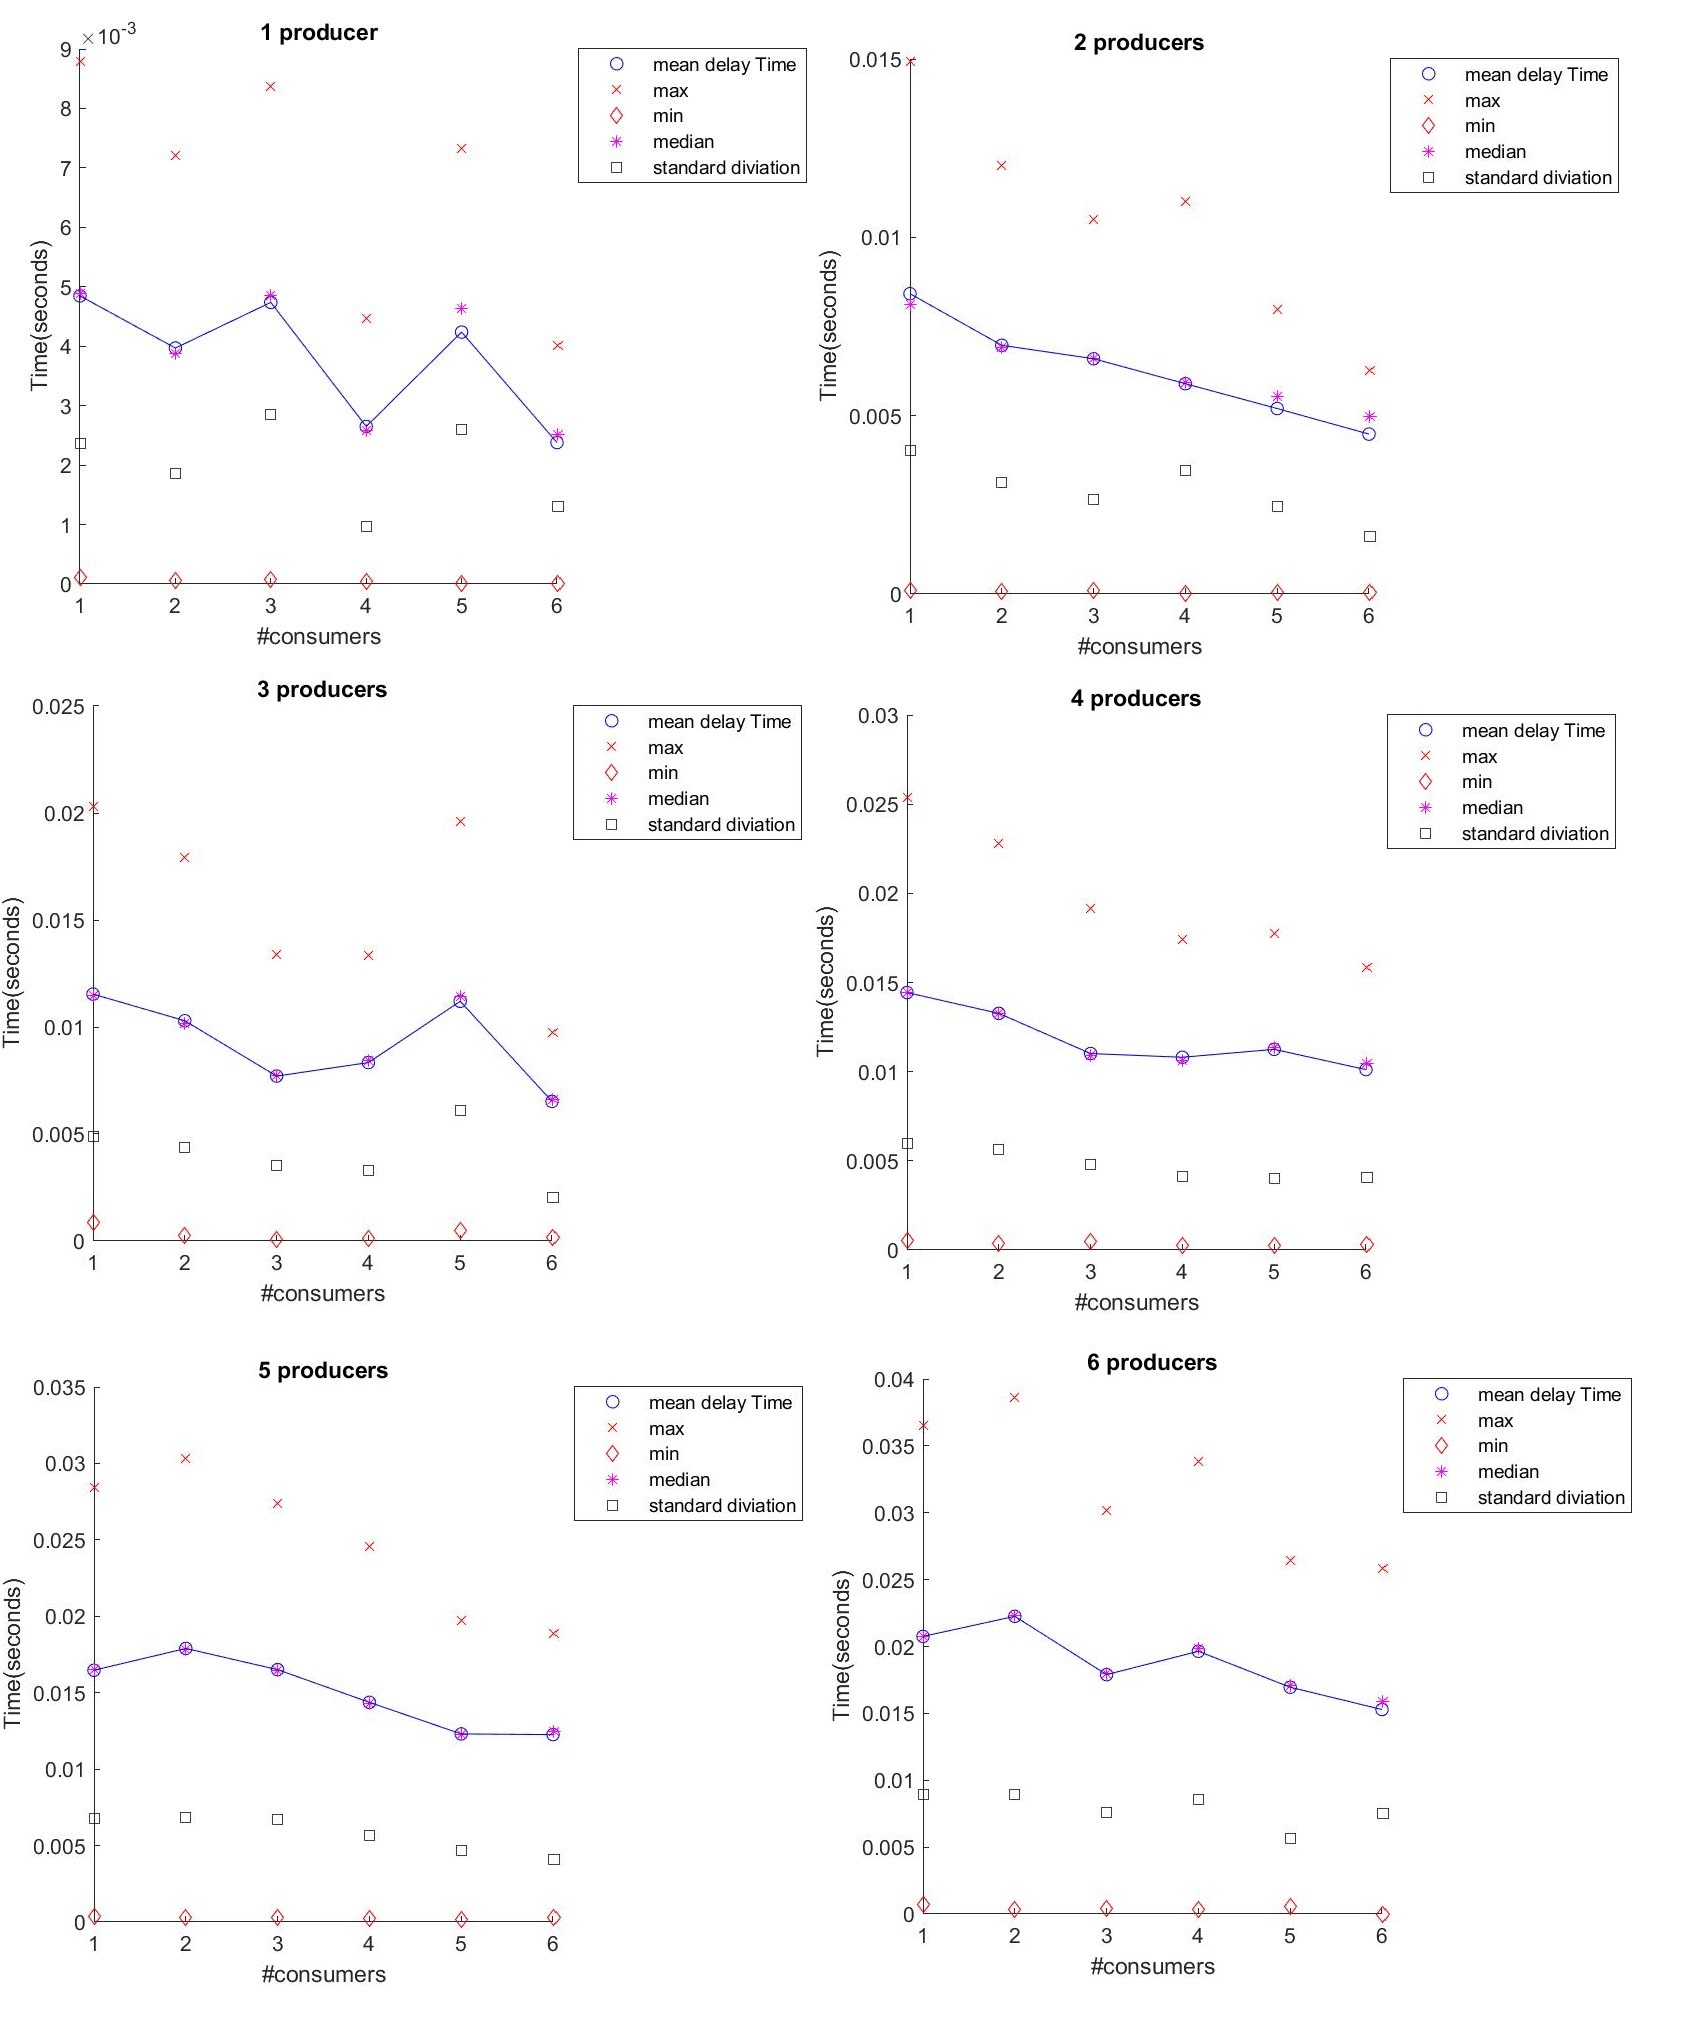 1 producer
×10-3
9
8
7
6
5
4
3
2
1
0
1 2 3 4 5 6
#consumers
Time(seconds)
mean delay Time
max
min
median
standard diviation
2 producers
0.015
0.01
0.005
0
1 2 3 4 5 6
#consumers
Time(seconds)
mean delay Time
max
min
median
standard diviation
3 producers
0.025
0.02
0.015
0.01
0.005
0
1 2 3 4 5 6
#consumers
Time(seconds)
mean delay Time
max
min
median
standard diviation
4 producers
0.03
0.025
0.02
0.015
0.01
0.005
0
1 2 3 4 5 6
#consumers
Time(seconds)
mean delay Time
max
min
median
standard diviation
5 producers
0.035
0.03
0.025
0.02
0.015
0.01
0.005
0
1 2 3 4 5 6
#consumers
Time(seconds)
mean delay Time
max
min
median
standard diviation
6 producers
0.04
0.035
0.03
0.025
0.02
0.015
0.01
0.005
0
1 2 3 4 5 6
#consumers
Time(seconds)
mean delay Time
max
min
median
standard diviation